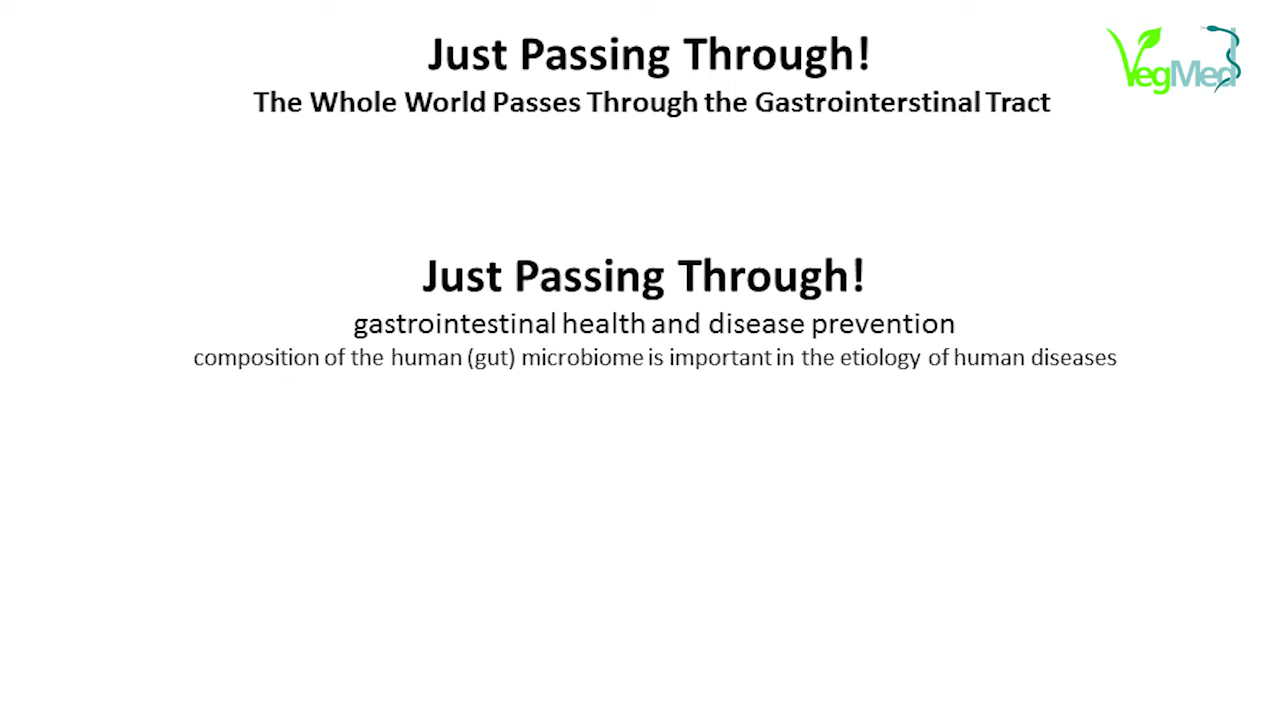 Just Passing Through!
The Whole World Passes Through the Gastrointerstinal Tract
VegMed
Just Passing Through!
gastrointestinal health and disease prevention
composition of the human (gut) microbiome is important in the etiology of human diseases